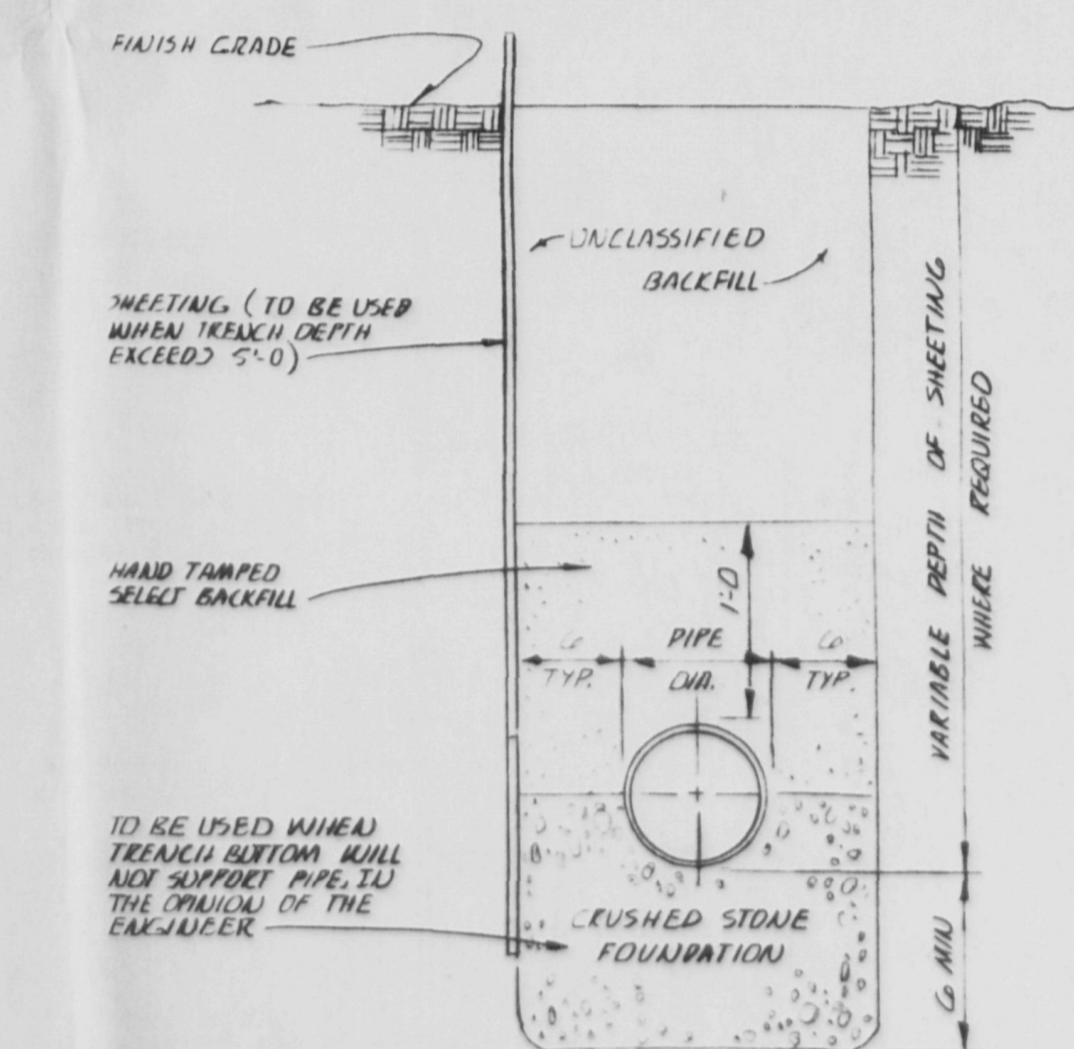 FINISH GRADE
UNCLASSIFIED
BACKFILL
SHEETING (TO BE USED
WHEN TRENCH DEPTH
EXCEEDS 5'-0)
VARIABLE DEPTH OF SHEETING
WHERE REQUIRED
HAND TAMPED
SELECT BACKFILL
1'-0
6
TYP.
PIPE
DIA.
6
TYP.
TO BE USED WHEN
TRENCH BOTTOM WILL
NOT SUPPORT PIPE, IN
THE OPINION OF THE
ENGINEER
CRUSHED STONE
FOUNDATION
6 MIN